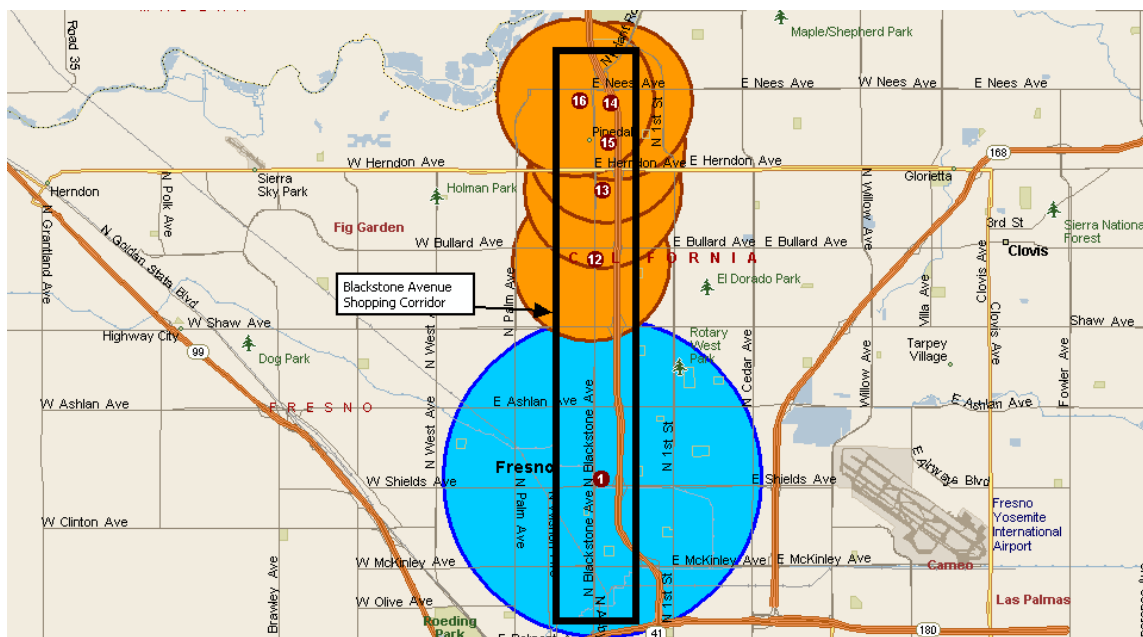 Road 35
Maple/Shepherd Park
E Nees Ave
E Nees Ave
W Nees Ave
E Nees Ave
16
14
N 1st St
Pinedale
15
168
W Herndon Ave
E Herndon Ave
E Herndon Ave
Glorietta
Herndon
Sierra
Sky Park
Holman Park
13
N Polk Ave
N Grantland Ave
N Golden State Blvd
N Willow Ave
3rd St
Sierra National
Forest
Fig Garden
W Bullard Ave
E Bullard Ave
E Bullard Ave
Clovis
12
CALIFORNIA
El Dorado Park
Blackstone Avenue
Shopping Corridor
N Palm Ave
Villa Ave
Clovis Ave
W Shaw Ave
Shaw Ave
Highway City
99
Dog Park
N West Ave
Rotary
West
Park
Tarpey
Village
N Cedar Ave
Willow Ave
Clovis Ave
Fowler Ave
W Ashlan Ave
FRESNO
E Ashlan Ave
E Ashlan Ave
N West Ave
N Blackstone Ave
N 1st St
Fresno
1
W Shields Ave
E Shields Ave
E Airways Blvd
N Palm Ave
N Blackstone Ave
W Clinton Ave
Fresno
Yosemite
International
Airport
W McKinley Ave
E McKinley Ave
E McKinley Ave
Cameo
Brawley Ave
W Olive Ave
N 1st St
Las Palmas
Roeding
Park
41
180